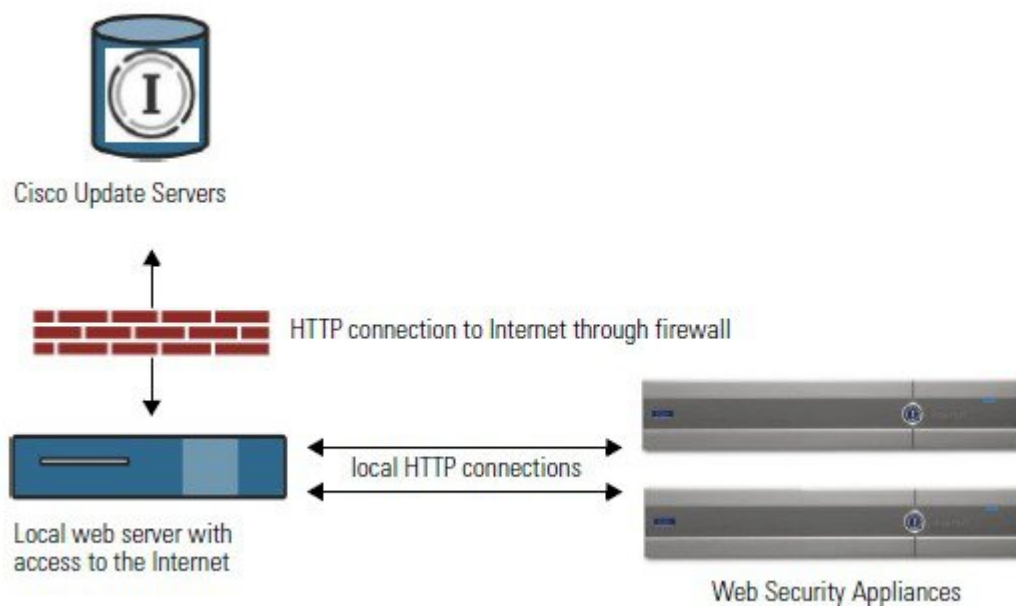 I
Cisco Update Servers
HTTP connection to Internet through firewall
local HTTP connections
Local web server with
access to the Internet
Web Security Appliances